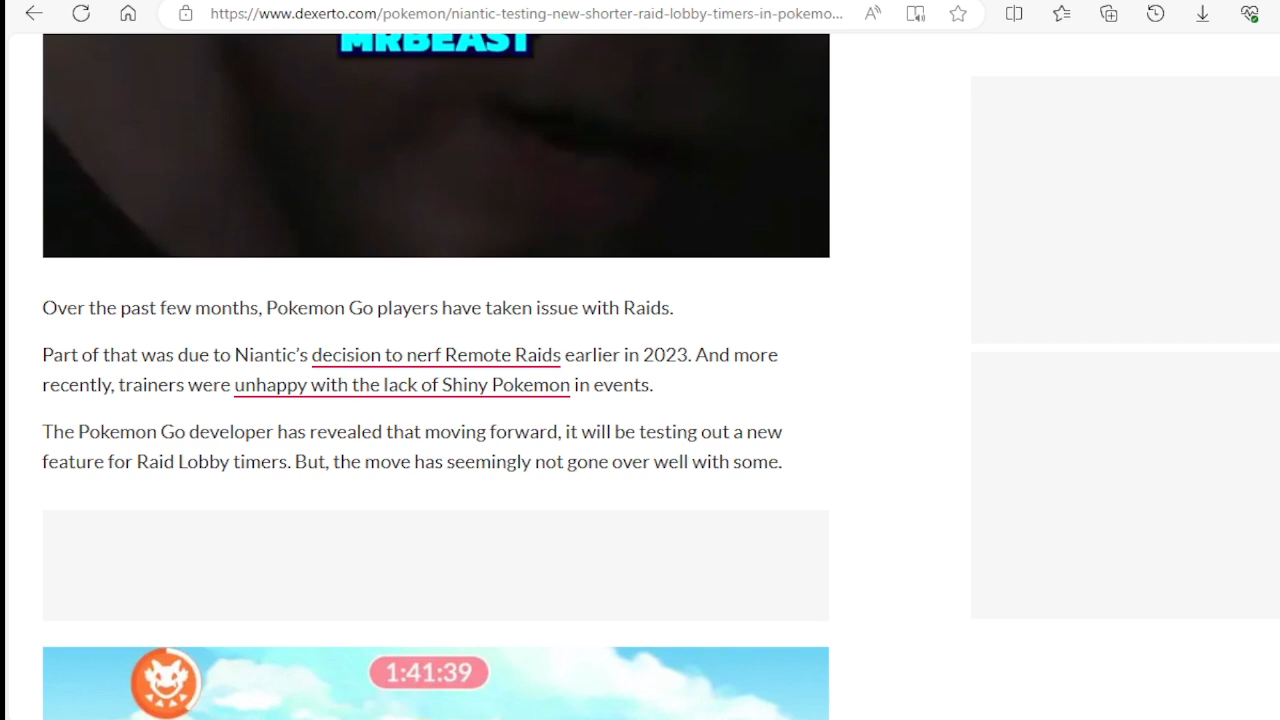 https://www.dexerto.com/pokemon/niantic-testing-new-shorter-raid-lobby-timers-in-pokemo...
MRBEAST
Over the past few months, Pokemon Go players have taken issue with Raids.
Part of that was due to Niantic’s decision to nerf Remote Raids earlier in 2023. And more
recently, trainers were unhappy with the lack of Shiny Pokemon in events.
The Pokemon Go developer has revealed that moving forward, it will be testing out a new
feature for Raid Lobby timers. But, the move has seemingly not gone over well with some.
1:41:39